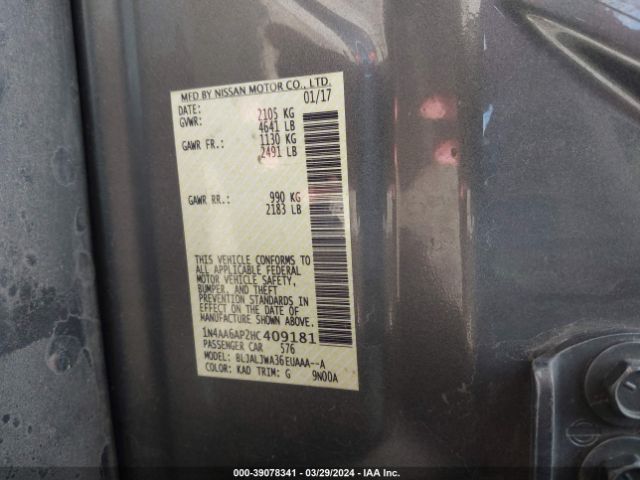 MFD BY NISSAN MOTOR CO., LTD.
DATE: 01/17
GVWR: 2105 KG
4641 LB
GAWR FR.: 1130 KG
2491 LB
GAWR RR.: 990 KG
2183 LB
THIS VEHICLE CONFORMS TO
ALL APPLICABLE FEDERAL
MOTOR VEHICLE SAFETY,
BUMPER, AND THEFT
PREVENTION STANDARDS IN
EFFECT ON THE DATE OF
MANUFACTURE SHOWN ABOVE.
1N4AA6AP2HC409181
PASSENGER CAR 576
MODEL: BLJALJWA36EUAAA--A
COLOR: KAD TRIM: G 9N00A
000-39078341 | 03/29/2024 - IAA Inc.